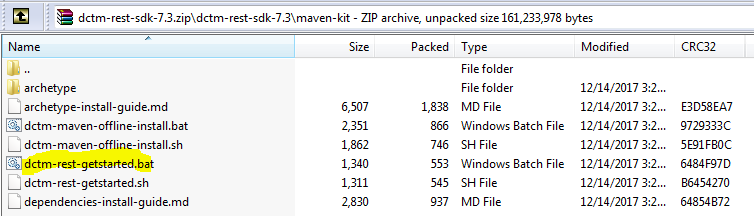 dctm-rest-sdk-7.3.zip\dctm-rest-sdk-7.3\maven-kit - ZIP archive, unpacked size 161,233,978 bytes
Name Size Packed Type Modified CRC32
.. File folder
archetype File folder 12/14/2017 3:2...
archetype-install-guide.md 6,507 1,838 MD File 12/14/2017 3:2... E3D58EA7
dctm-maven-offline-install.bat 2,351 866 Windows Batch File 12/14/2017 3:2... 9729333C
dctm-maven-offline-install.sh 1,862 746 SH File 12/14/2017 3:2... 5E91FB0C
dctm-rest-getstarted.bat 1,340 553 Windows Batch File 12/14/2017 3:2... 6484F97D
dctm-rest-getstarted.sh 1,311 545 SH File 12/14/2017 3:2... B6454270
dependencies-install-guide.md 2,830 937 MD File 12/14/2017 3:2... 64854B72